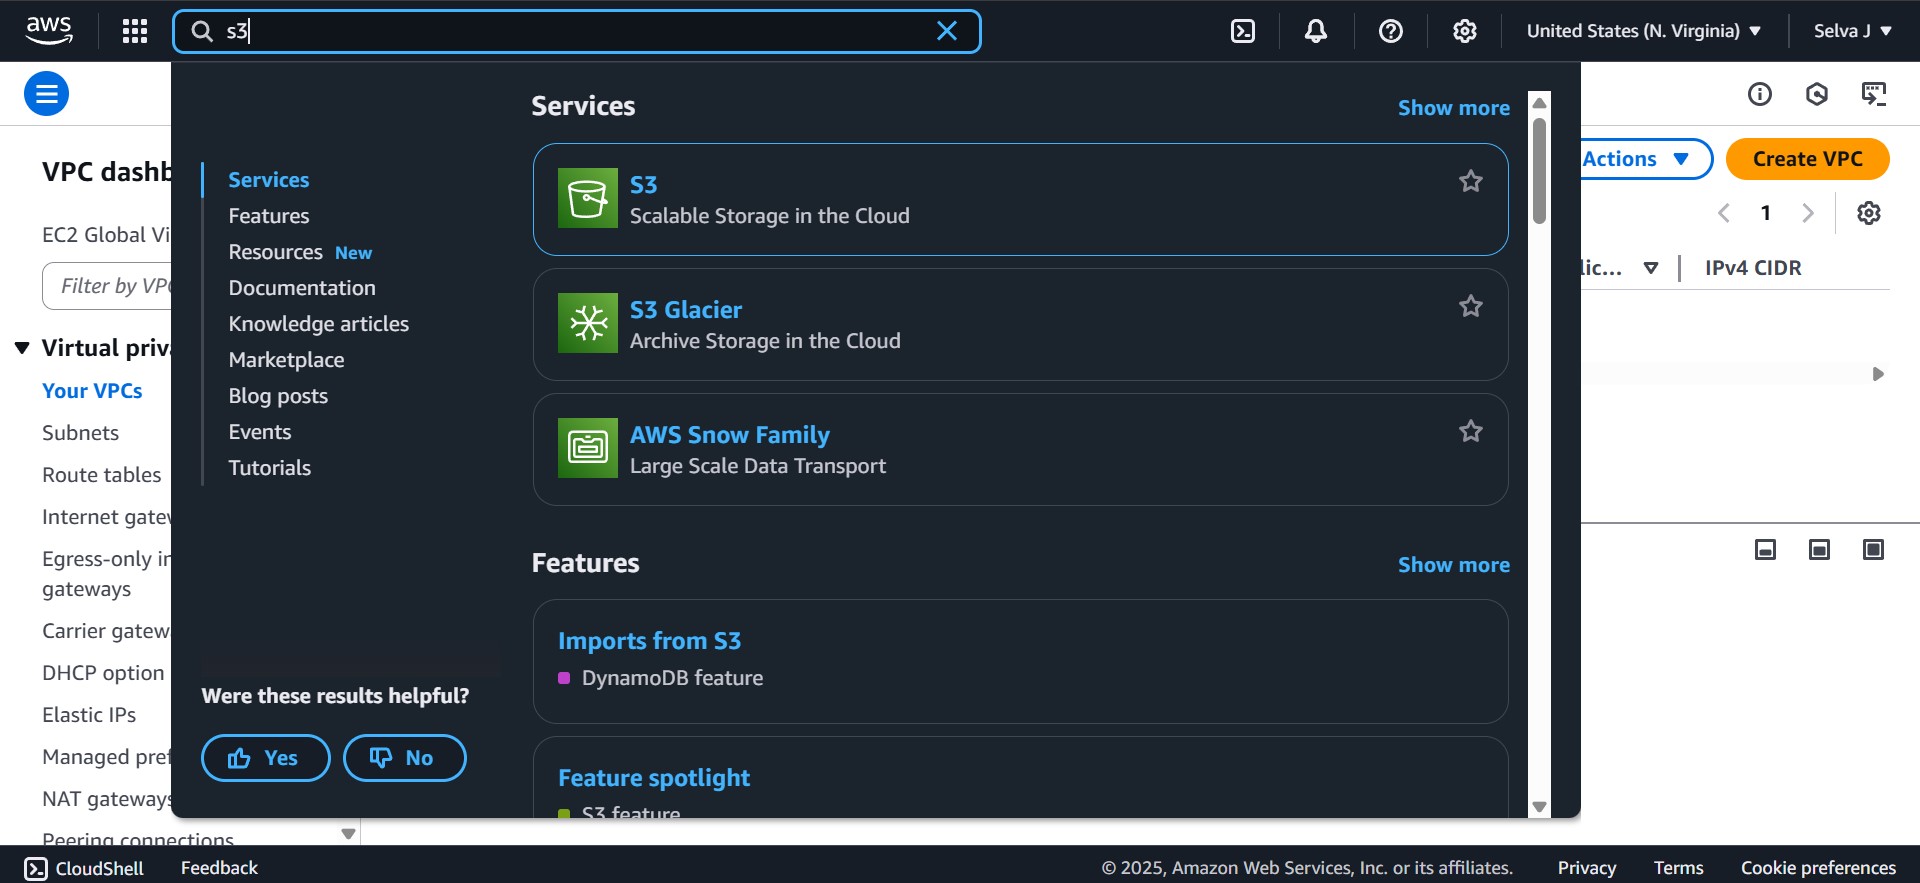 aws
s3
United States (N. Virginia)
Selva J
VPC dashb
EC2 Global Vi
Filter by VPC
Virtual priva
Your VPCs
Subnets
Route tables
Internet gatew
Egress-only in
gateways
Carrier gatew
DHCP option
Elastic IPs
Managed pref
NAT gateways
Peering connections
Services
Features
Resources New
Documentation
Knowledge articles
Marketplace
Blog posts
Events
Tutorials
Were these results helpful?
Yes
No
Services
Show more
S3
Scalable Storage in the Cloud
S3 Glacier
Archive Storage in the Cloud
AWS Snow Family
Large Scale Data Transport
Features
Show more
Imports from S3
DynamoDB feature
Feature spotlight
S3 feature
Actions
Create VPC
1
lic...
IPv4 CIDR
CloudShell
Feedback
© 2025, Amazon Web Services, Inc. or its affiliates.
Privacy
Terms
Cookie preferences